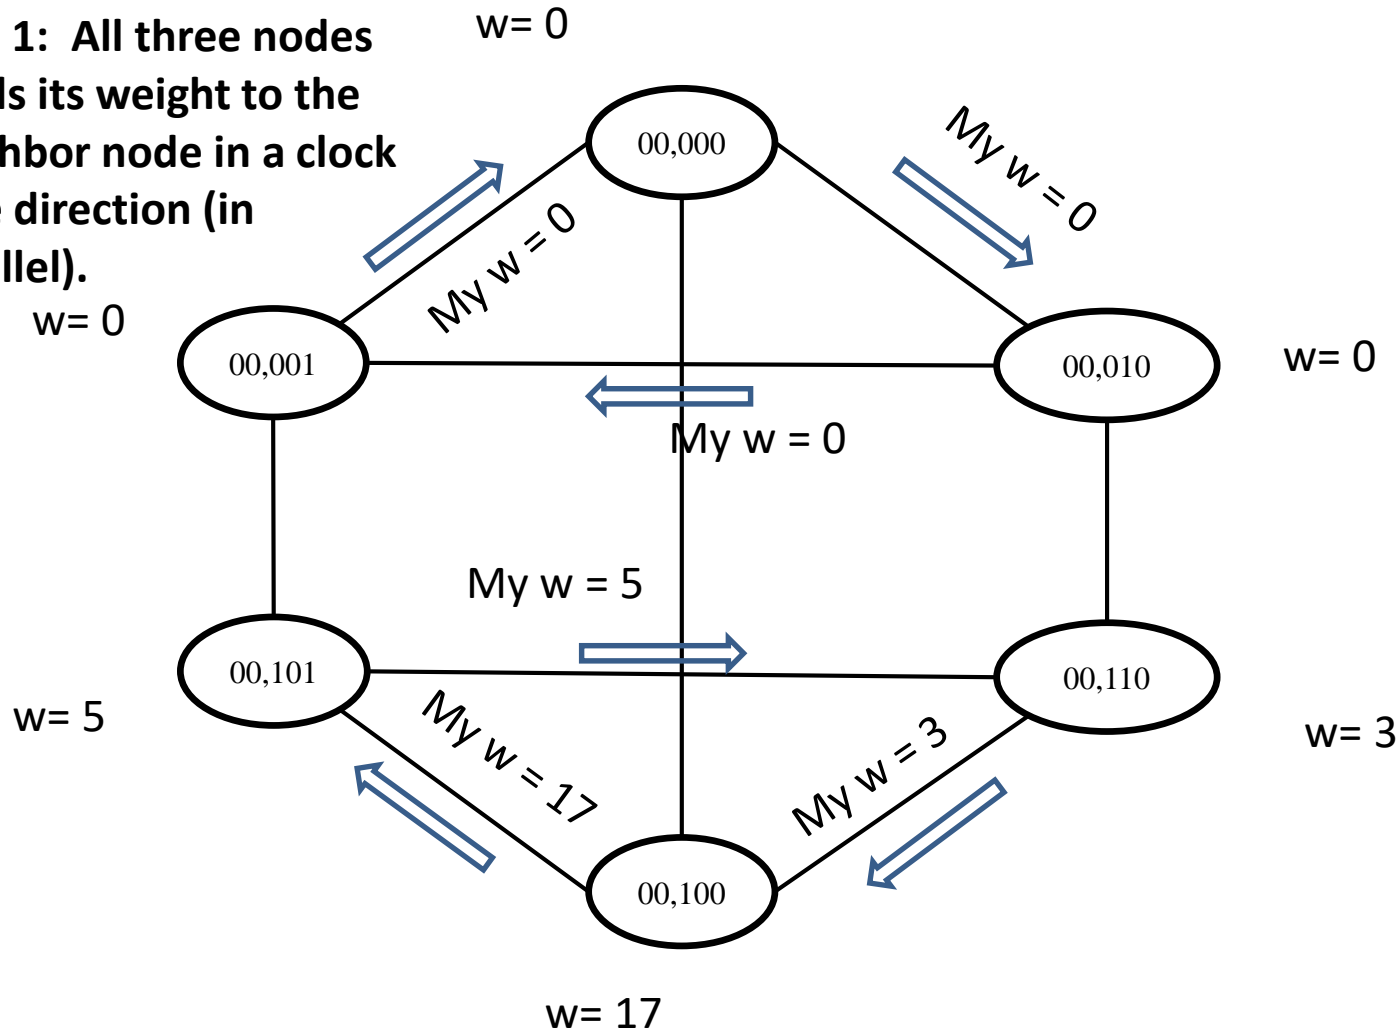 1: All three nodes
ls its weight to the
hbor node in a clock
direction (in
llel).
w= 0
00,000
My w = 0
My w = 0
w= 0
00,001
00,010
w= 0
My w = 0
My w = 5
00,101
00,110
w= 5
w= 3
My w = 17
My w = 3
00,100
w= 17